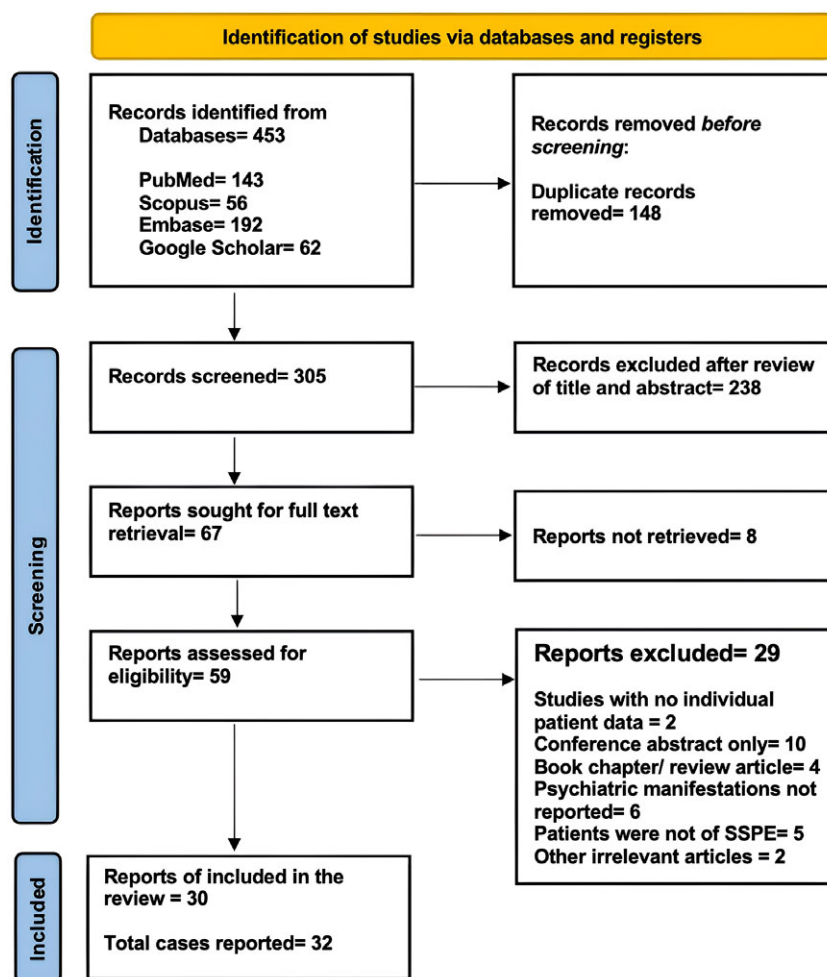 Identification of studies via databases and registers
Identification
Records identified from
Databases= 453
PubMed= 143
Scopus= 56
Embase= 192
Google Scholar= 62
Records removed before
screening:
Duplicate records
removed= 148
Screening
Records screened= 305
Records excluded after review
of title and abstract= 238
Reports sought for full text
retrieval= 67
Reports not retrieved= 8
Reports assessed for
eligibility= 59
Reports excluded= 29
Studies with no individual
patient data = 2
Conference abstract only= 10
Book chapter/ review article= 4
Psychiatric manifestations not
reported= 6
Patients were not of SSPE= 5
Other irrelevant articles = 2
Included
Reports of included in the
review = 30
Total cases reported= 32